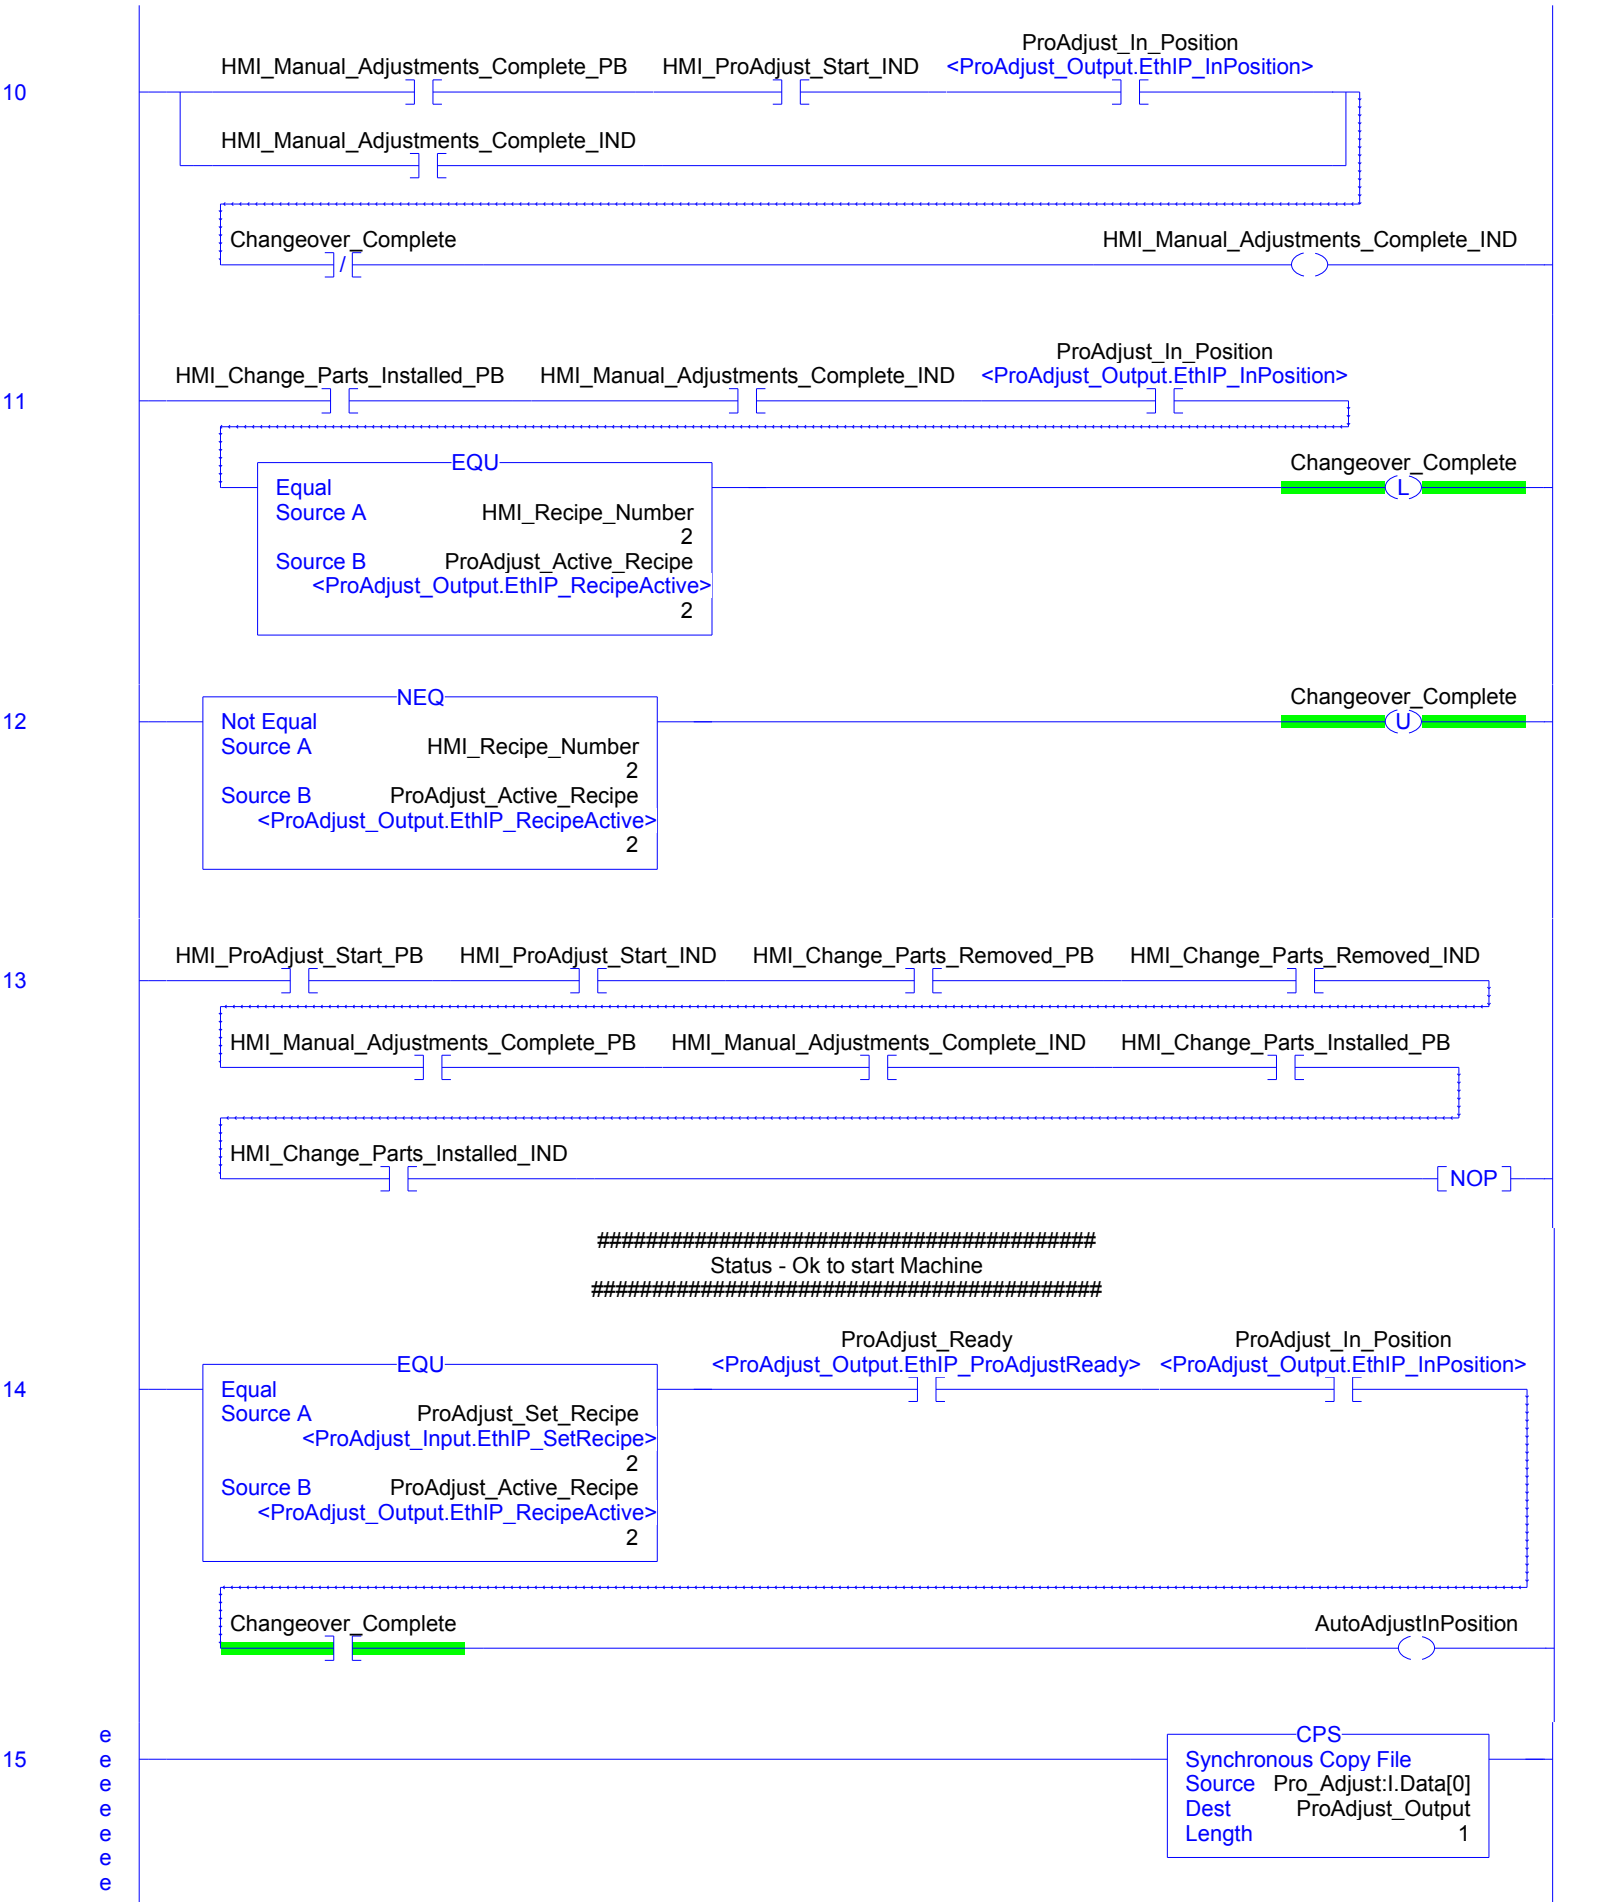 ProAdjust_In_Position
HMI_Manual_Adjustments_Complete_PB HMI_ProAdjust_Start_IND <ProAdjust_Output.EthIP_InPosition>
10
HMI_Manual_Adjustments_Complete_IND
Changeover_Complete HMI_Manual_Adjustments_Complete_IND
/
ProAdjust_In_Position
HMI_Change_Parts_Installed_PB HMI_Manual_Adjustments_Complete_IND <ProAdjust_Output.EthIP_InPosition>
11
EQU Changeover_Complete
Equal L
Source A HMI_Recipe_Number
2
Source B ProAdjust_Active_Recipe
<ProAdjust_Output.EthIP_RecipeActive>
2
NEQ Changeover_Complete
12 Not Equal U
Source A HMI_Recipe_Number
2
Source B ProAdjust_Active_Recipe
<ProAdjust_Output.EthIP_RecipeActive>
2
HMI_ProAdjust_Start_PB HMI_ProAdjust_Start_IND HMI_Change_Parts_Removed_PB HMI_Change_Parts_Removed_IND
13
HMI_Manual_Adjustments_Complete_PB HMI_Manual_Adjustments_Complete_IND HMI_Change_Parts_Installed_PB
HMI_Change_Parts_Installed_IND
NOP
#########################################
Status - Ok to start Machine
##########################################
ProAdjust_Ready ProAdjust_In_Position
EQU <ProAdjust_Output.EthIP_ProAdjustReady> <ProAdjust_Output.EthIP_InPosition>
14 Equal
Source A ProAdjust_Set_Recipe
<ProAdjust_Input.EthIP_SetRecipe>
2
Source B ProAdjust_Active_Recipe
<ProAdjust_Output.EthIP_RecipeActive>
2
Changeover_Complete AutoAdjustInPosition
e CPS
15 e Synchronous Copy File
e Source Pro_Adjust:I.Data[0]
e Dest ProAdjust_Output
e Length 1
e
e